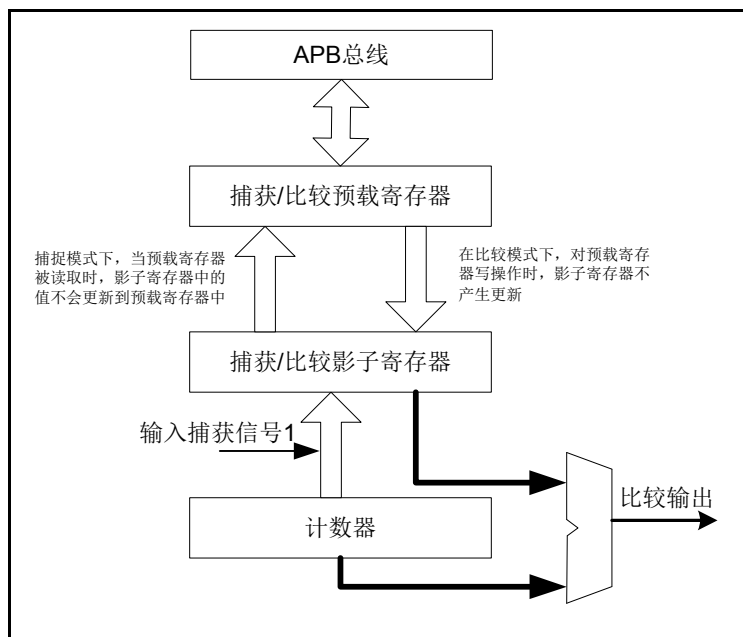 APB总线
捕获/比较预载寄存器
捕捉模式下，当预载寄存器
被读取时，影子寄存器中的
值不会更新到预载寄存器中
在比较模式下，对预载寄存
器写操作时，影子寄存器不
产生更新
捕获/比较影子寄存器
输入捕获信号1
计数器
比较输出